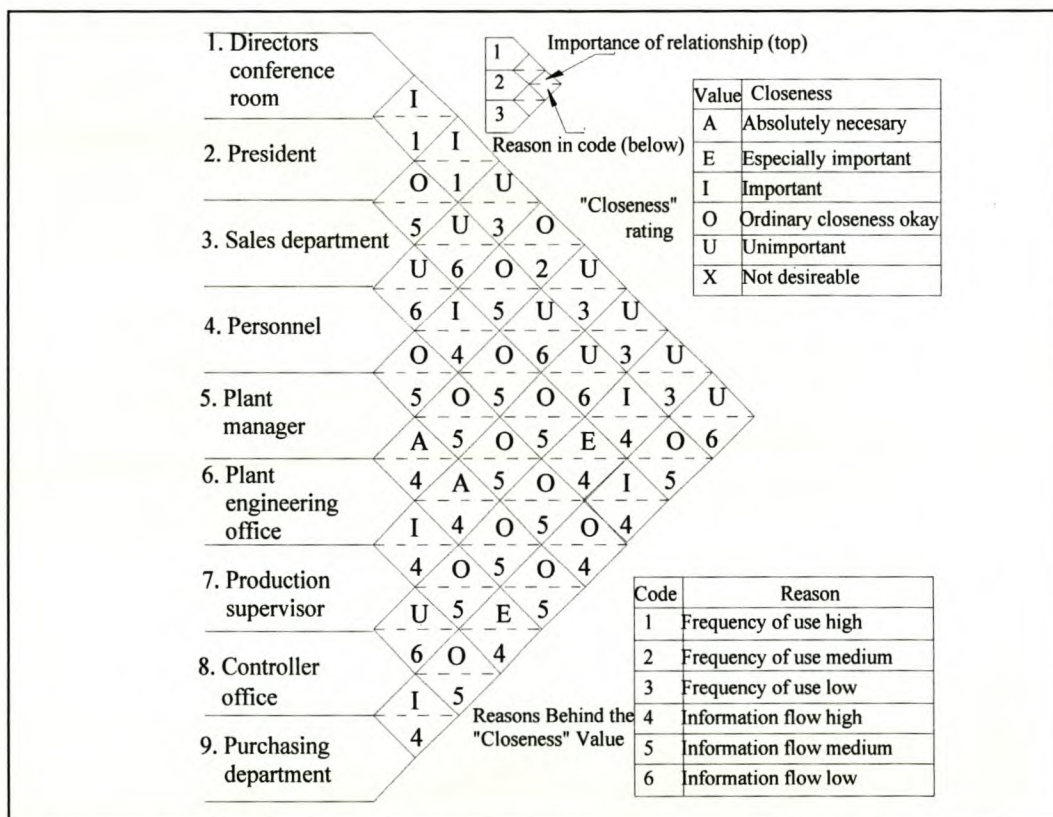 1. Directors
conference
room
2. President
3. Sales department
4. Personnel
5. Plant
manager
6. Plant
engineering
office
7. Production
supervisor
8. Controller
office
9. Purchasing
department
I
1 I
O 1 U
5 U 3 O
U 6 O 2 U
6 I 5 U 3 U
O 4 O 6 U 3 U
5 O 5 O 6 I 3 U
A 5 O 5 E 4 O 6
4 A 5 O 4 I 5
I 4 O 5 O 4
4 O 5 O 4
U 5 E 5
6 O 4
I 5
4
1
2
3
Importance of relationship (top)
Reason in code (below)
"Closeness"
rating
Value Closeness
A Absolutely necesary
E Especially important
I Important
O Ordinary closeness okay
U Unimportant
X Not desireable
Reasons Behind the
"Closeness" Value
Code Reason
1 Frequency of use high
2 Frequency of use medium
3 Frequency of use low
4 Information flow high
5 Information flow medium
6 Information flow low